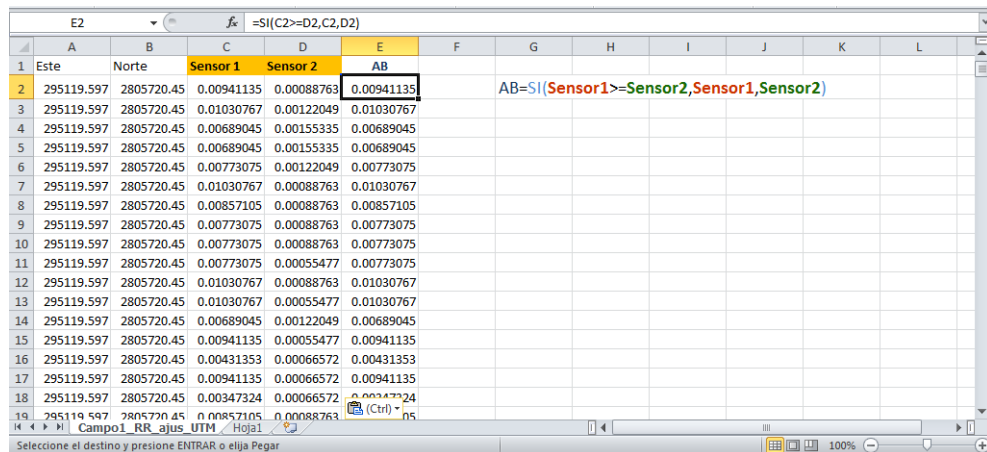 E2 fx =SI(C2>=D2,C2,D2)
A B C D E F G H I J K L
1 Este Norte Sensor 1 Sensor 2 AB
2 295119.597 2805720.45 0.00941135 0.00088763 0.00941135 AB=SI(Sensor1>=Sensor2,Sensor1,Sensor2)
3 295119.597 2805720.45 0.01030767 0.00122049 0.01030767
4 295119.597 2805720.45 0.00689045 0.00155335 0.00689045
5 295119.597 2805720.45 0.00689045 0.00155335 0.00689045
6 295119.597 2805720.45 0.00773075 0.00122049 0.00773075
7 295119.597 2805720.45 0.01030767 0.00088763 0.01030767
8 295119.597 2805720.45 0.00857105 0.00088763 0.00857105
9 295119.597 2805720.45 0.00773075 0.00088763 0.00773075
10 295119.597 2805720.45 0.00773075 0.00088763 0.00773075
11 295119.597 2805720.45 0.00773075 0.00055477 0.00773075
12 295119.597 2805720.45 0.01030767 0.00088763 0.01030767
13 295119.597 2805720.45 0.01030767 0.00055477 0.01030767
14 295119.597 2805720.45 0.00689045 0.00122049 0.00689045
15 295119.597 2805720.45 0.00941135 0.00055477 0.00941135
16 295119.597 2805720.45 0.00431353 0.00066572 0.00431353
17 295119.597 2805720.45 0.00941135 0.00066572 0.00941135
18 295119.597 2805720.45 0.00347324 0.00066572 0.00347324
19 295119.597 2805720.45 0.00857105 0.00088763 05
(Ctrl)
Campo1_RR_ajus_UTM Hoja1
Seleccione el destino y presione ENTRAR o elija Pegar 100%